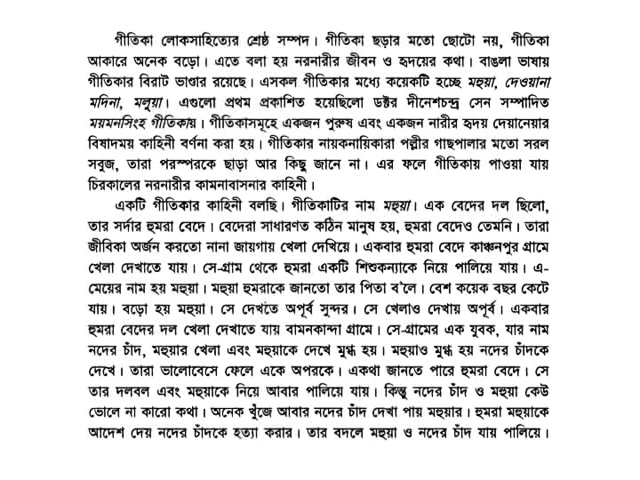 গীতিকা লোকসাহিত্যের শ্রেষ্ঠ সম্পদ। গীতিকা ছড়ার মতো ছোটো নয়, গীতিকা
আকারে অনেক বড়ো। এতে বলা হয় নরনারীর জীবন ও হৃদয়ের কথা। বাঙলা ভাষায়
গীতিকার বিরাট ভাণ্ডার রয়েছে। এসকল গীতিকার মধ্যে কয়েকটি হচ্ছে মহুয়া, দেওয়ানা
মদিনা, মলুয়া। এগুলো প্রথম প্রকাশিত হয়েছিলো ডক্টর দীনেশচন্দ্র সেন সম্পাদিত
ময়মনসিংহ গীতিকায়। গীতিকাসমূহে একজন পুরুষ এবং একজন নারীর হৃদয় দেয়ানেয়ার
বিষাদময় কাহিনী বর্ণনা করা হয়। গীতিকার নায়কনায়িকারা পল্লীর গাছপালার মতো সরল
সবুজ, তারা পরস্পরকে ছাড়া আর কিছু জানে না। এর ফলে গীতিকায় পাওয়া যায়
চিরকালের নরনারীর কামনাবাসনার কাহিনী।
একটি গীতিকার কাহিনী বলছি। গীতিকাটির নাম মহুয়া। এক বেদের দল ছিলো,
তার সর্দার হুমরা বেদে। বেদেরা সাধারণত কঠিন মানুষ হয়, হুমরা বেদেও তেমনি। তারা
জীবিকা অর্জন করতো নানা জায়গায় খেলা দেখিয়ে। একবার হুমরা বেদে কাঞ্চনপুর গ্রামে
খেলা দেখাতে যায়। সে-গ্রাম থেকে হুমরা একটি শিশুকন্যাকে নিয়ে পালিয়ে যায়। এ-
মেয়ের নাম হয় মহুয়া। মহুয়া হুমরাকে জানতো তার পিতা ব'লে। বেশ কয়েক বছর কেটে
যায়। বড়ো হয় মহুয়া। সে দেখতে অপূর্ব সুন্দর। সে খেলাও দেখায় অপূর্ব। একবার
হুমরা বেদের দল খেলা দেখাতে যায় বামনকান্দা গ্রামে। সে-গ্রামের এক যুবক, যার নাম
নদের চাঁদ, মহুয়ার খেলা এবং মহুয়াকে দেখে মুগ্ধ হয়। মহুয়াও মুগ্ধ হয় নদের চাঁদকে
দেখে। তারা ভালোবেসে ফেলে একে অপরকে। একথা জানতে পারে হুমরা বেদে। সে
তার দলবল এবং মহুয়াকে নিয়ে আবার পালিয়ে যায়। কিন্তু নদের চাঁদ ও মহুয়া কেউ
ভোলে না কারো কথা। অনেক খুঁজে আবার নদের চাঁদ দেখা পায় মহুয়ার। হুমরা মহুয়াকে
আদেশ দেয় নদের চাঁদকে হত্যা করার। তার বদলে মহুয়া ও নদের চাঁদ যায় পালিয়ে।